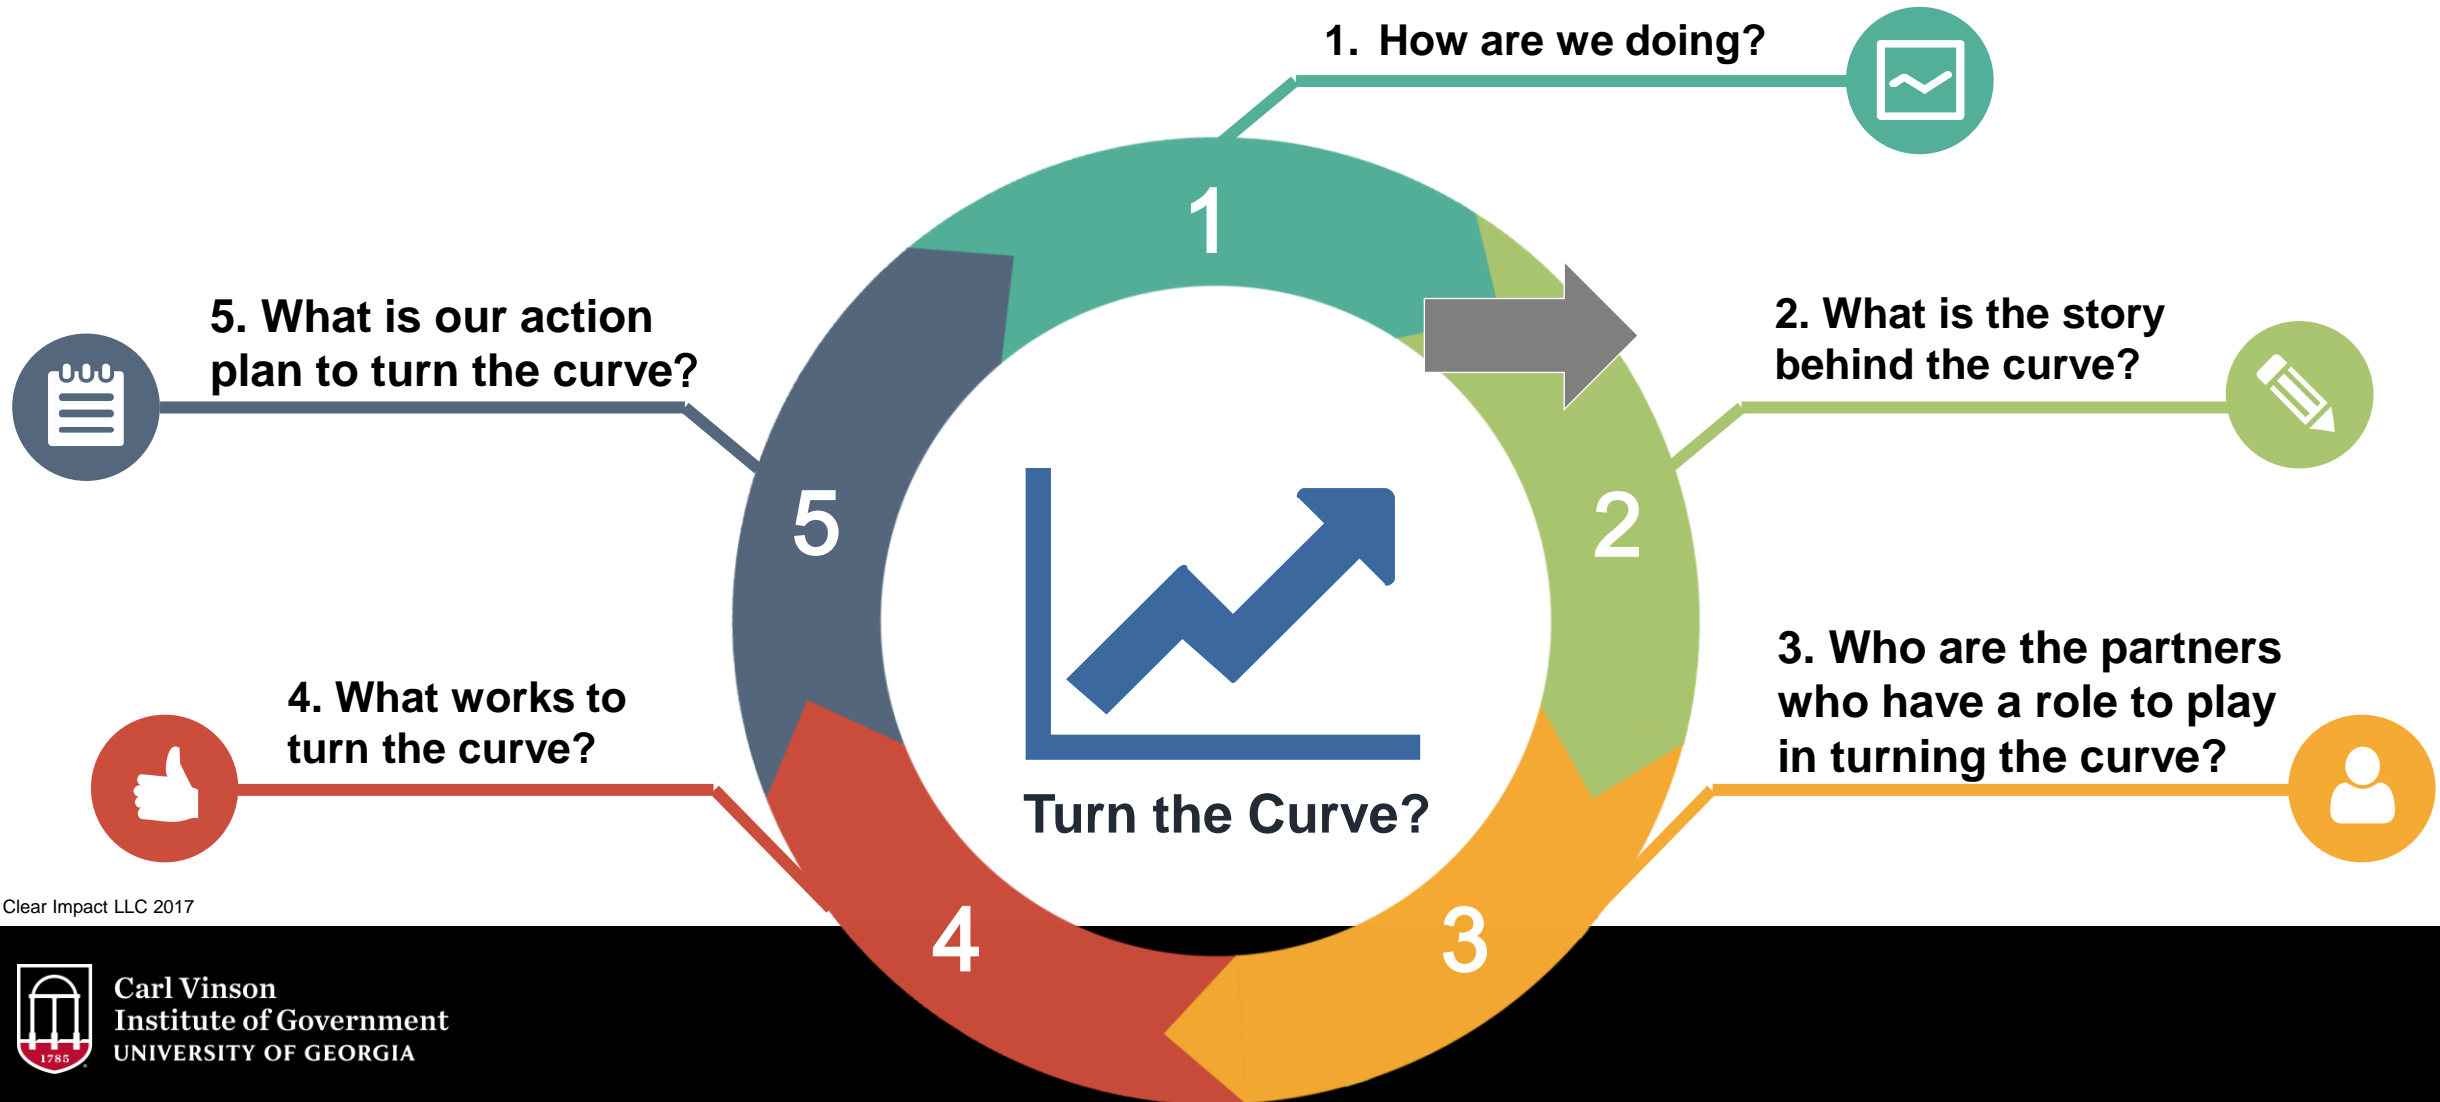 1. How are we doing?
1
5. What is our action
plan to turn the curve?
2. What is the story
behind the curve?
5
2
3. Who are the partners
who have a role to play
in turning the curve?
4. What works to
turn the curve?
Turn the Curve?
Clear Impact LLC 2017
4
3
Carl Vinson
Institute of Government
UNIVERSITY OF GEORGIA
1785